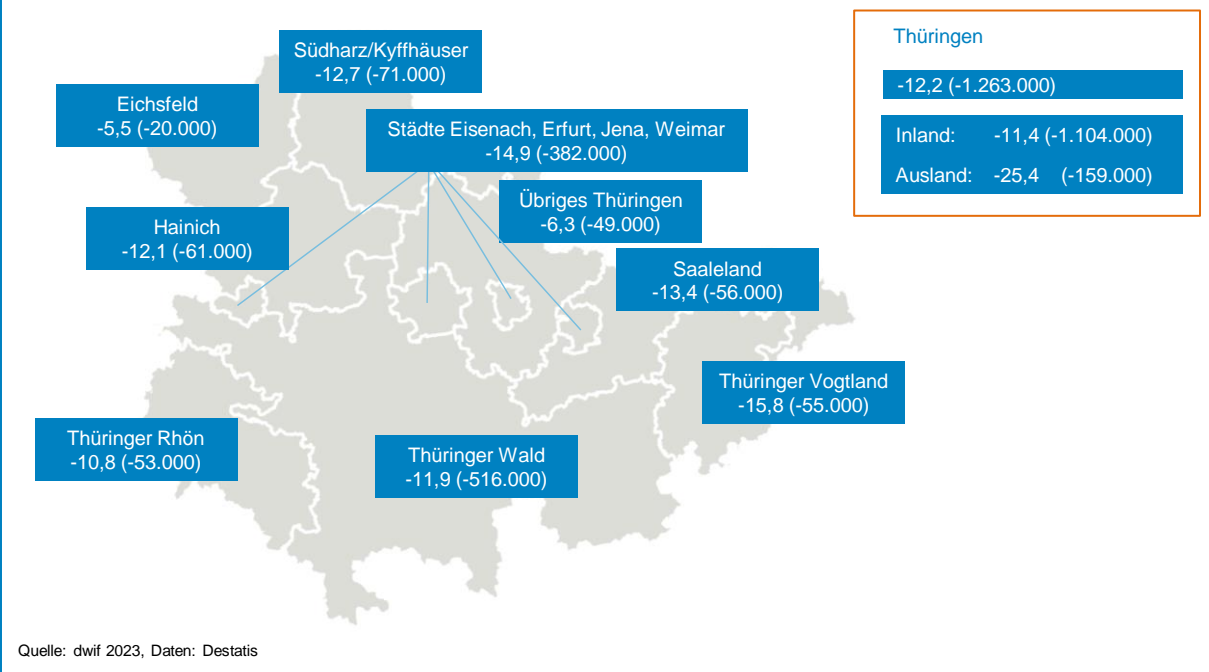 Thüringen
-12,2 (-1.263.000)
Inland: -11,4 (-1.104.000)
Ausland: -25,4 (-159.000)
Südharz/Kyffhäuser
-12,7 (-71.000)
Eichsfeld
-5,5 (-20.000)
Städte Eisenach, Erfurt, Jena, Weimar
-14,9 (-382.000)
Übriges Thüringen
-6,3 (-49.000)
Hainich
-12,1 (-61.000)
Saaleland
-13,4 (-56.000)
Thüringer Vogtland
-15,8 (-55.000)
Thüringer Rhön
-10,8 (-53.000)
Thüringer Wald
-11,9 (-516.000)
Quelle: dwif 2023, Daten: Destatis